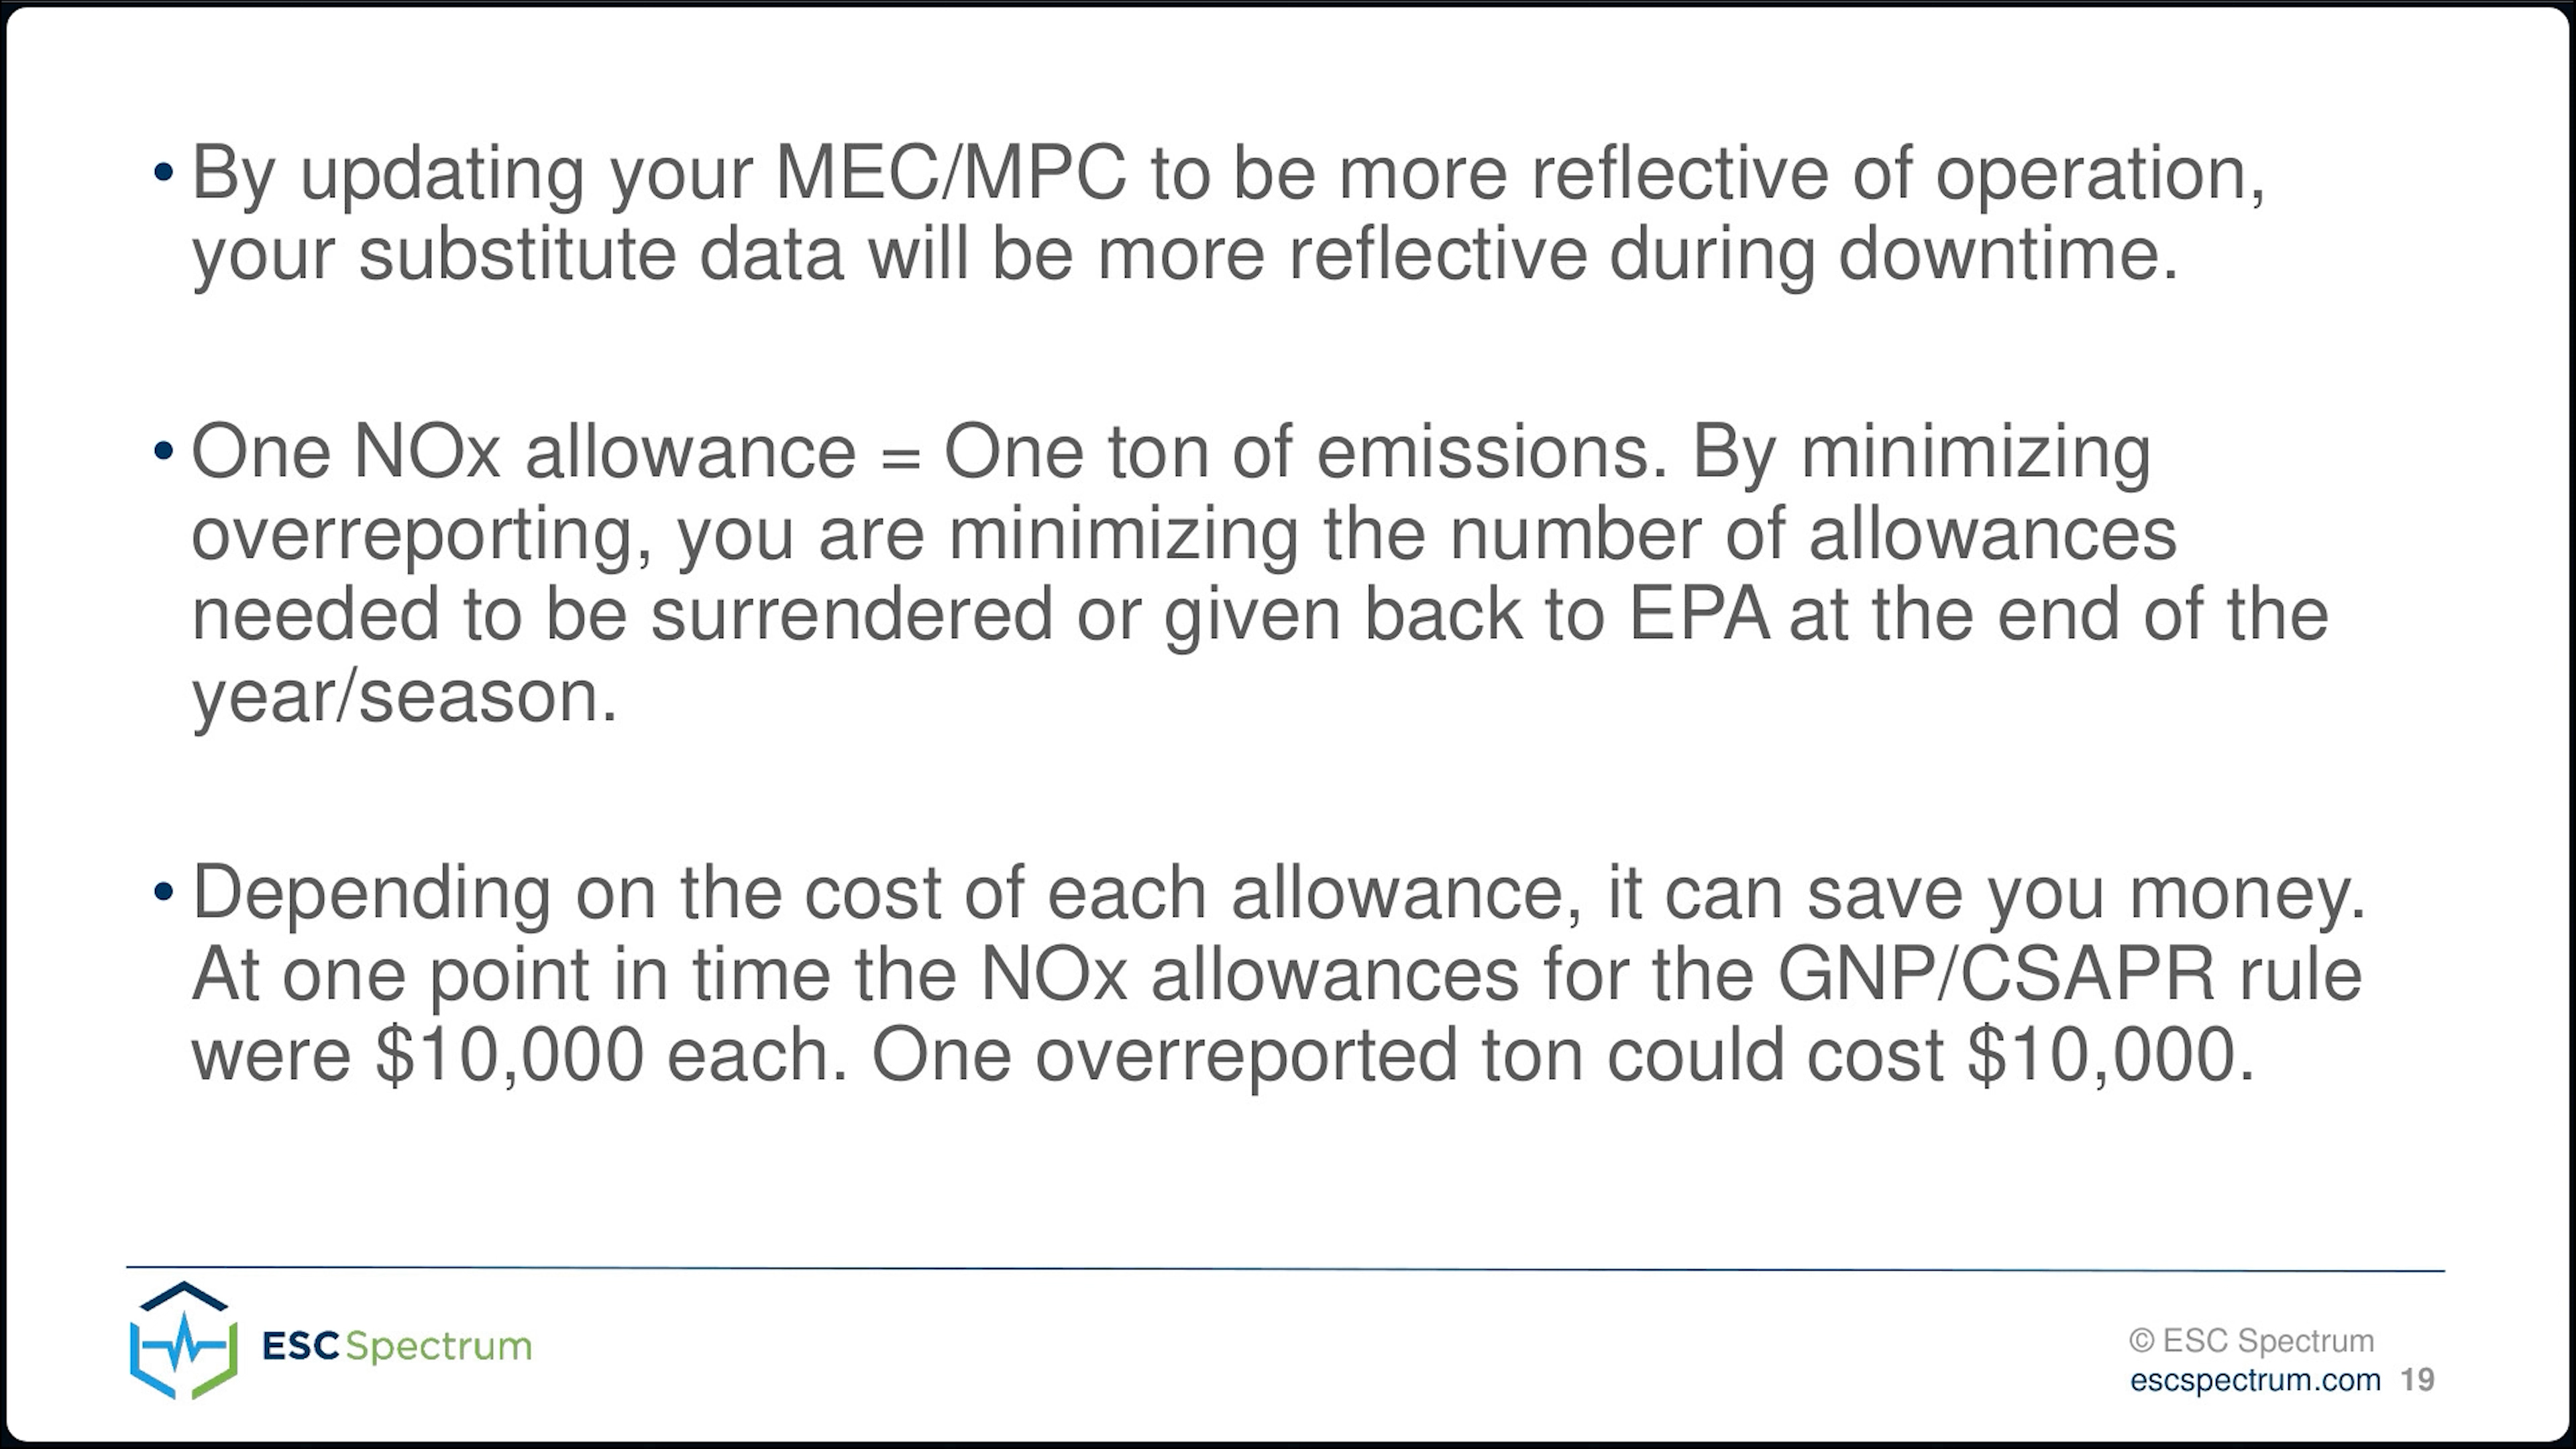 • By updating your MEC/MPC to be more reflective of operation,
your substitute data will be more reflective during downtime.
• One NOx allowance = One ton of emissions. By minimizing
overreporting, you are minimizing the number of allowances
needed to be surrendered or given back to EPA at the end of the
year/season.
• Depending on the cost of each allowance, it can save you money.
At one point in time the NOx allowances for the GNP/CSAPR rule
were $10,000 each. One overreported ton could cost $10,000.
ESC Spectrum
© ESC Spectrum
escspectrum.com 19